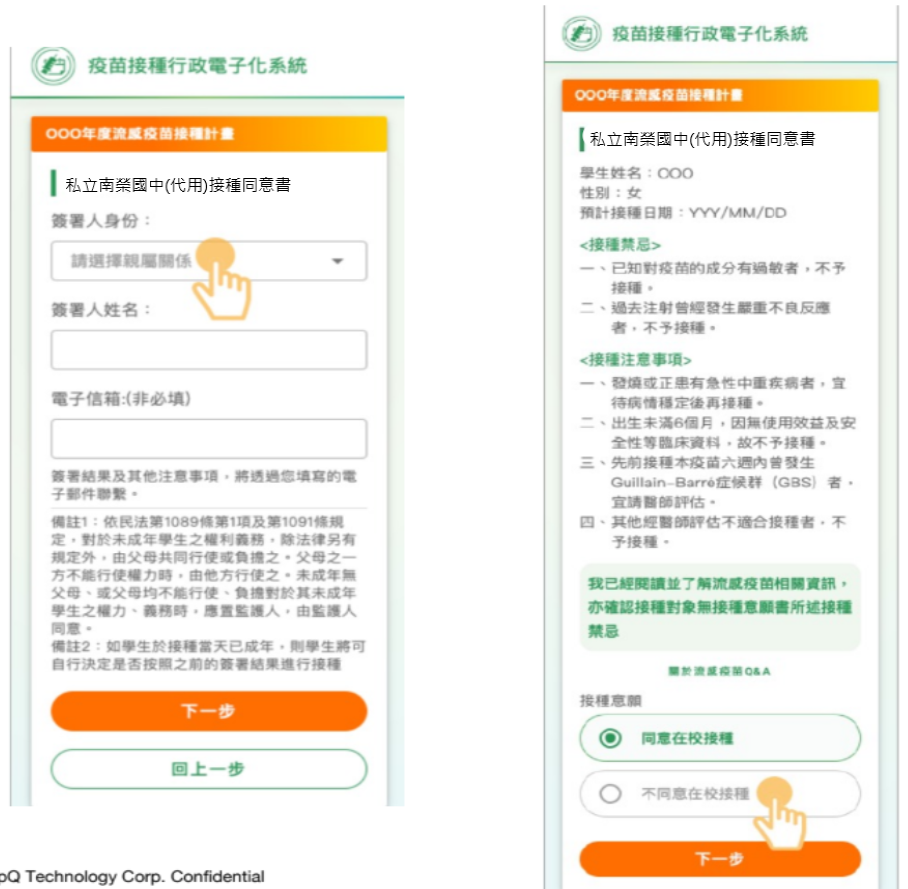 疫苗接種行政電子化系統
OOO年度流感疫苗接種計畫
私立南榮國中(代用)接種同意書
簽署人身份：
請選擇親屬關係
簽署人姓名：
電子信箱:(非必填)
簽署結果及其他注意事項，將透過您填寫的電
子郵件聯繫。
備註1：依民法第1089條第1項及第1091條規
定，對於未成年學生之權利義務，除法律另有
規定外，由父母共同行使或負擔之。父母之一
方不能行使權力時，由他方行使之。未成年無
父母、或父母均不能行使、負擔對於其未成年
學生之權力、義務時，應置監護人，由監護人
同意。
備註2：如學生於接種當天已成年，則學生將可
自行決定是否按照之前的簽署結果進行接種
下一步
回上一步
pQ Technology Corp. Confidential
疫苗接種行政電子化系統
OOO年度流感疫苗接種計畫
私立南榮國中(代用)接種同意書
學生姓名：OOO
性別：女
預計接種日期：YYY/MM/DD
<接種禁忌>
一、已知對疫苗的成分有過敏者，不予
接種。
二、過去注射曾經發生嚴重不良反應
者，不予接種。
<接種注意事項>
一、發燒或正患有急性中重疾病者，宜
待病情穩定後再接種。
二、出生未滿6個月，因無使用效益及安
全性等臨床資料，故不予接種。
三、先前接種本疫苗六週內曾發生
Guillain-Barré症候群（GBS）者，
宜請醫師評估。
四、其他經醫師評估不適合接種者，不
予接種。
我已經閱讀並了解流感疫苗相關資訊，
亦確認接種對象無接種意願書所述接種
禁忌
關於流感疫苗Q&A
接種意願
同意在校接種
不同意在校接種
下一步